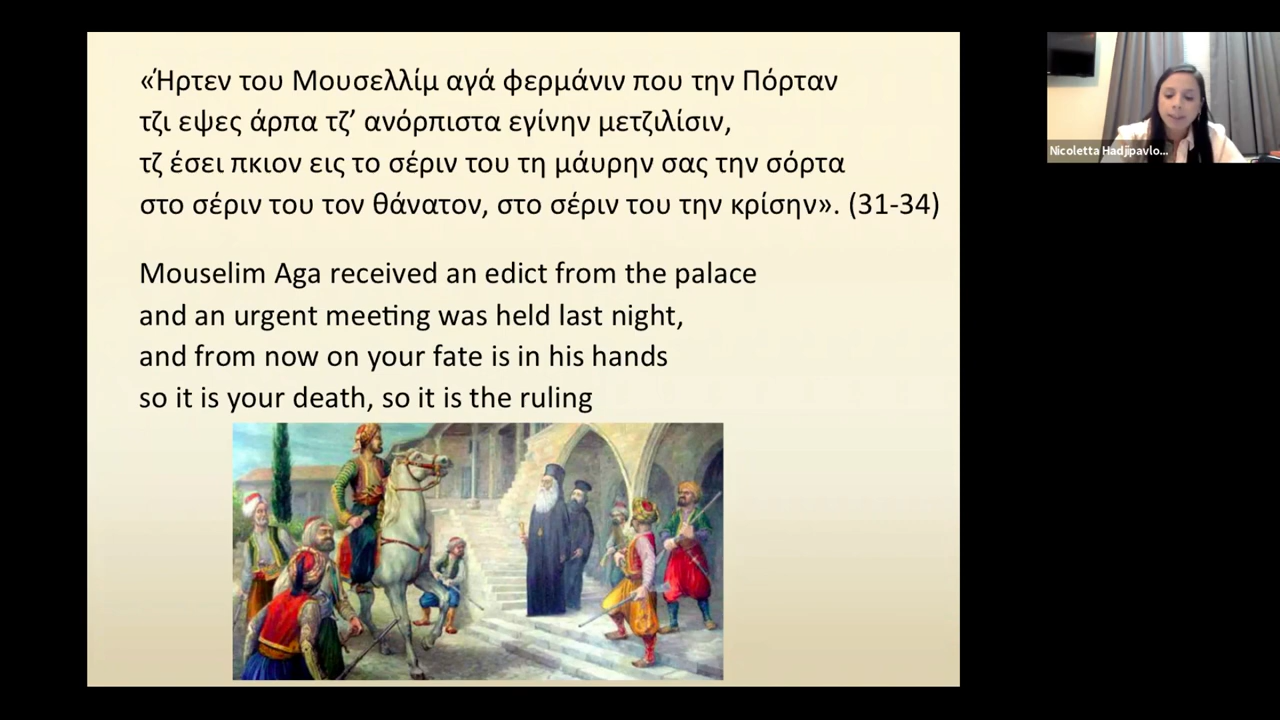 «Ήρτεν του Μουσελλίμ αγά φερμάνιν που την Πόρταν
τζι εψες άρπα τζ’ ανόρπιστα εγίνην μετζιλίσιν,
τζ έσει πκιον εις το σέριν του τη μάυρην σας την σόρτα
στο σέριν του τον θάνατον, στο σέριν του την κρίσην». (31-34)
Mouselim Aga received an edict from the palace
and an urgent meeting was held last night,
and from now on your fate is in his hands
so it is your death, so it is the ruling
Nicoletta Hadjipavlo...